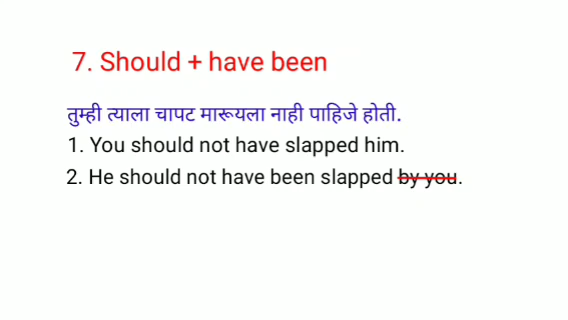 7. Should + have been
तुम्ही त्याला चापट मारूयला नाही पाहिजे होती.
1. You should not have slapped him.
2. He should not have been slapped by you.